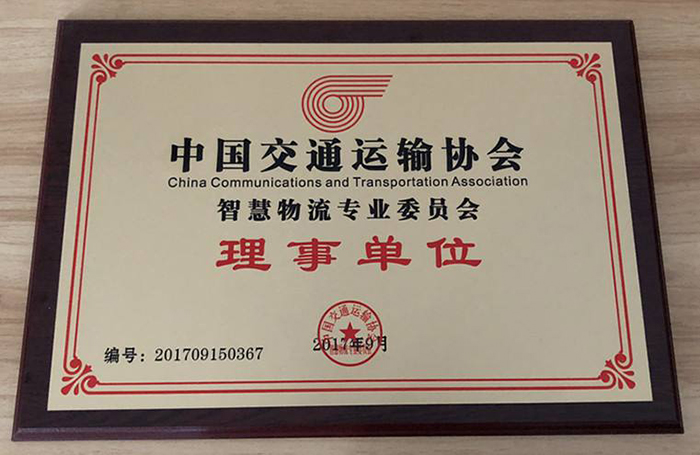 中国交通运输协会
China Communications and Transportation Association
智慧物流专业委员会
理事单位
中国交通运输协会
2017年9月
编号：201709150367